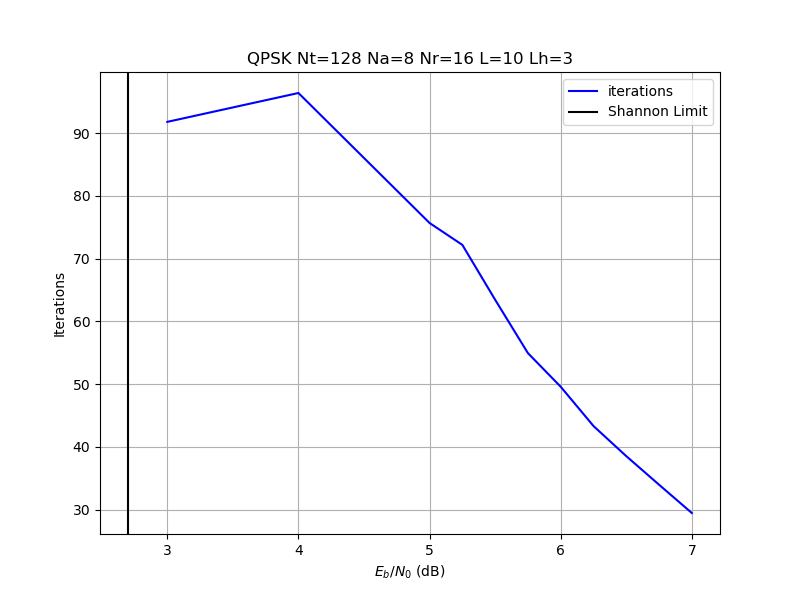 QPSK Nt=128 Na=8 Nr=16 L=10 Lh=3
iterations
Shannon Limit
Iterations
90
80
70
60
50
40
30
3 4 5 6 7
E_b/N_0 (dB)